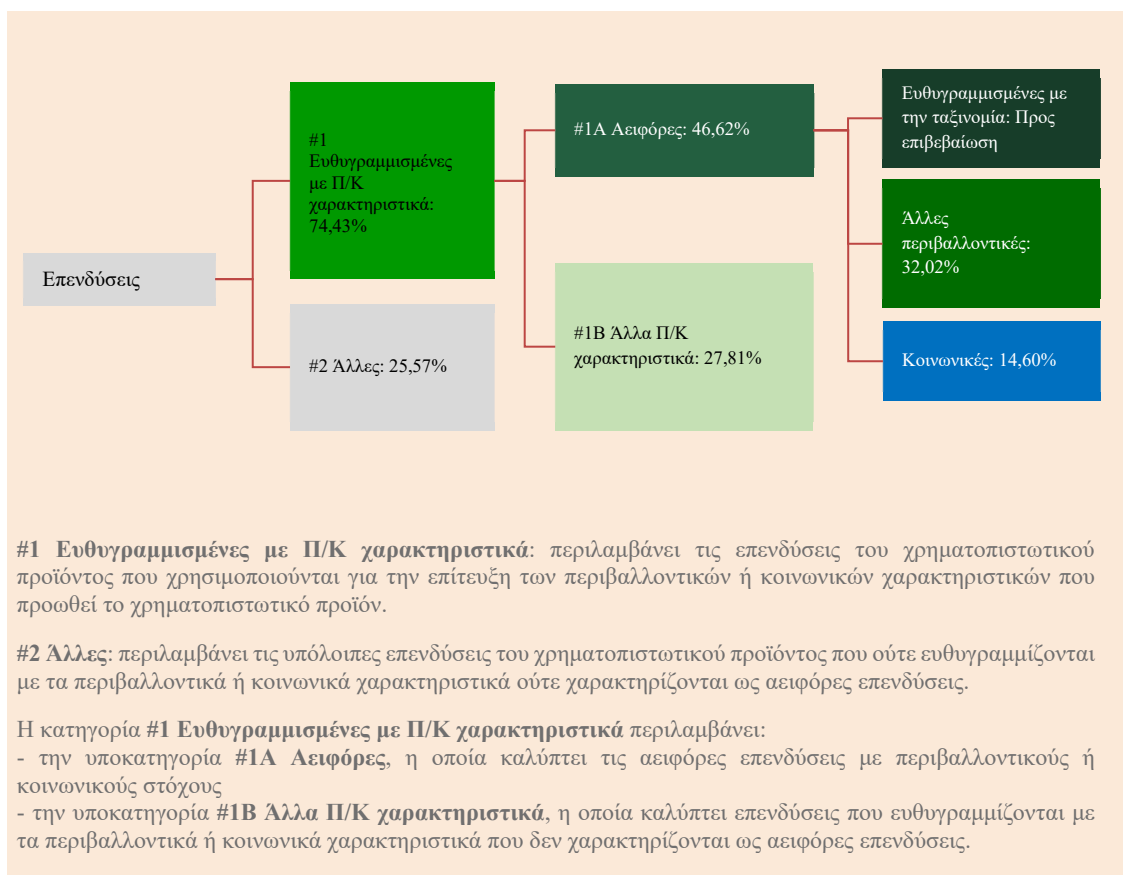 Επενδύσεις
#1
Ευθυγραμμισμένες
με Π/Κ
χαρακτηριστικά:
74,43%
#2 Άλλες: 25,57%
#1Α Αειφόρες: 46,62%
#1Β Άλλα Π/Κ
χαρακτηριστικά: 27,81%
Ευθυγραμμισμένες με
την ταξινομία: Προς
επιβεβαίωση
Άλλες
περιβαλλοντικές:
32,02%
Κοινωνικές: 14,60%
#1 Ευθυγραμμισμένες με Π/Κ χαρακτηριστικά: περιλαμβάνει τις επενδύσεις του χρηματοπιστωτικού
προϊόντος που χρησιμοποιούνται για την επίτευξη των περιβαλλοντικών ή κοινωνικών χαρακτηριστικών που
προωθεί το χρηματοπιστωτικό προϊόν.
#2 Άλλες: περιλαμβάνει τις υπόλοιπες επενδύσεις του χρηματοπιστωτικού προϊόντος που ούτε ευθυγραμμίζονται
με τα περιβαλλοντικά ή κοινωνικά χαρακτηριστικά ούτε χαρακτηρίζονται ως αειφόρες επενδύσεις.
Η κατηγορία #1 Ευθυγραμμισμένες με Π/Κ χαρακτηριστικά περιλαμβάνει:
- την υποκατηγορία #1Α Αειφόρες, η οποία καλύπτει τις αειφόρες επενδύσεις με περιβαλλοντικούς ή
κοινωνικούς στόχους
- την υποκατηγορία #1Β Άλλα Π/Κ χαρακτηριστικά, η οποία καλύπτει επενδύσεις που ευθυγραμμίζονται με
τα περιβαλλοντικά ή κοινωνικά χαρακτηριστικά που δεν χαρακτηρίζονται ως αειφόρες επενδύσεις.